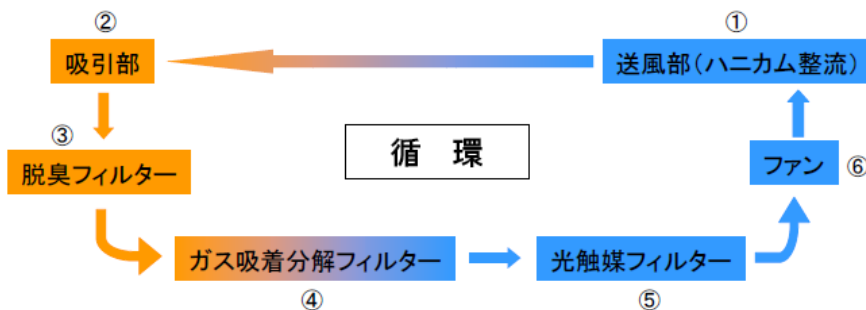 ②
吸引部
①
送風部(ハニカム整流)
③
脱臭フィルター
循 環
ファン
⑥
ガス吸着分解フィルター
④
光触媒フィルター
⑤